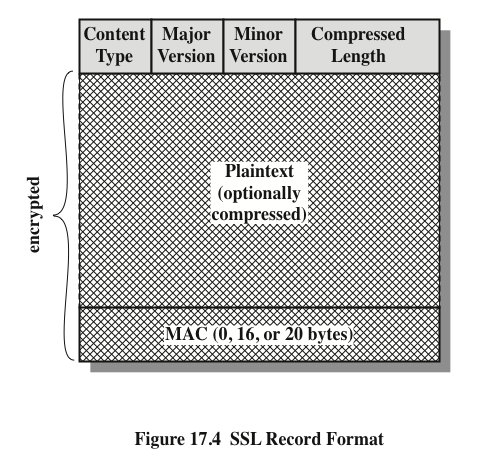 Content Type
Major Version
Minor Version
Compressed Length
encrypted
Plaintext
(optionally
compressed)
MAC (0, 16, or 20 bytes)
Figure 17.4 SSL Record Format